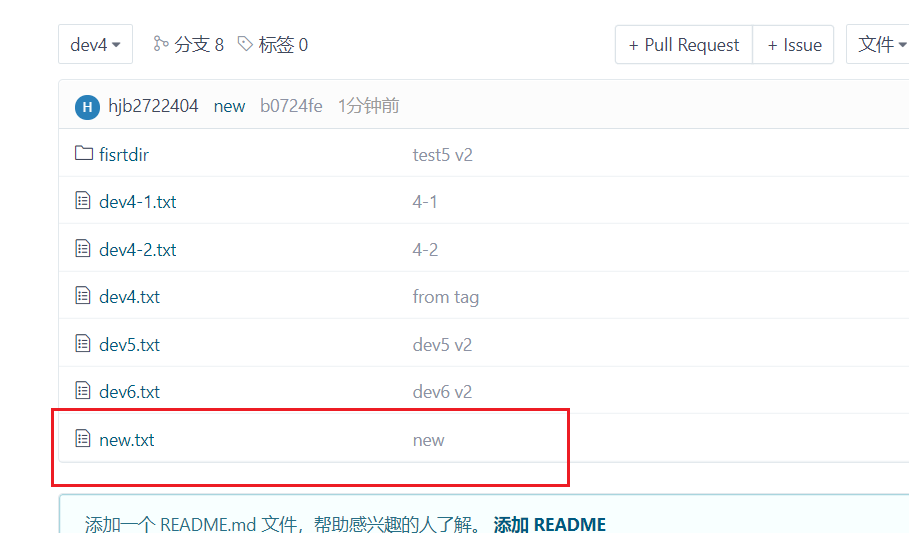 dev4 分支 8 标签 0 + Pull Request + Issue 文件
H hjb2722404 new b0724fe 1分钟前
fisrtdir test5 v2
dev4-1.txt 4-1
dev4-2.txt 4-2
dev4.txt from tag
dev5.txt dev5 v2
dev6.txt dev6 v2
new.txt new
添加一个 README.md 文件，帮助感兴趣的人了解。 添加 README